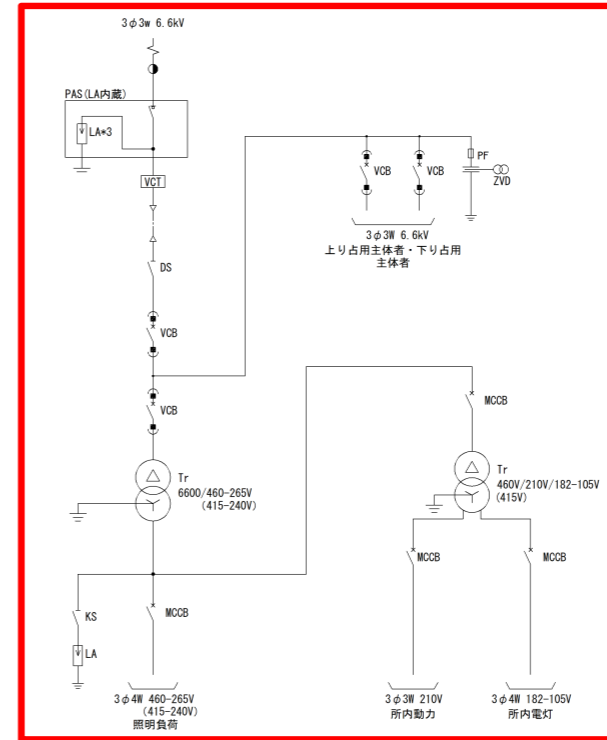 3φ3w 6.6kV
PAS(LA内蔵)
LA*3
VCT
DS
VCB
VCB
Tr
6600/460-265V
(415-240V)
KS
LA
MCCB
3φ4W 460-265V
(415-240V)
照明負荷
VCB
VCB
PF
ZVD
3φ3W 6.6kV
上り占用主体者・下り占用
主体者
MCCB
Tr
460V/210V/182-105V
(415V)
MCCB
MCCB
3φ3W 210V
所内動力
3φ4W 182-105V
所内電灯